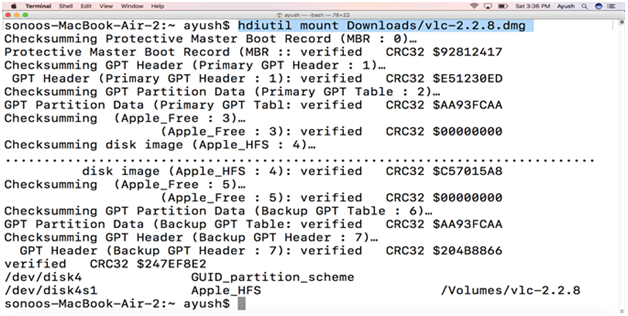 Terminal Shell Edit View Window Help Sat 3:36 PM Ayush
ayush — -bash — 78×22
sonoos-MacBook-Air-2:~ ayush$ hdiutil mount Downloads/vlc-2.2.8.dmg
Checksumming Protective Master Boot Record (MBR : 0)…
Protective Master Boot Record (MBR :: verified CRC32 $92812417
Checksumming GPT Header (Primary GPT Header : 1)…
GPT Header (Primary GPT Header : 1): verified CRC32 $E51230ED
Checksumming GPT Partition Data (Primary GPT Table : 2)…
GPT Partition Data (Primary GPT Tabl: verified CRC32 $AA93FCAA
Checksumming (Apple_Free : 3)…
(Apple_Free : 3): verified CRC32 $00000000
Checksumming disk image (Apple_HFS : 4)…
................................................................................
disk image (Apple_HFS : 4): verified CRC32 $C57015A8
Checksumming (Apple_Free : 5)…
(Apple_Free : 5): verified CRC32 $00000000
Checksumming GPT Partition Data (Backup GPT Table : 6)…
GPT Partition Data (Backup GPT Table: verified CRC32 $AA93FCAA
Checksumming GPT Header (Backup GPT Header : 7)…
GPT Header (Backup GPT Header : 7): verified CRC32 $204B8866
verified CRC32 $247EF8E2
/dev/disk4 GUID_partition_scheme
/dev/disk4s1 Apple_HFS /Volumes/vlc-2.2.8
sonoos-MacBook-Air-2:~ ayush$